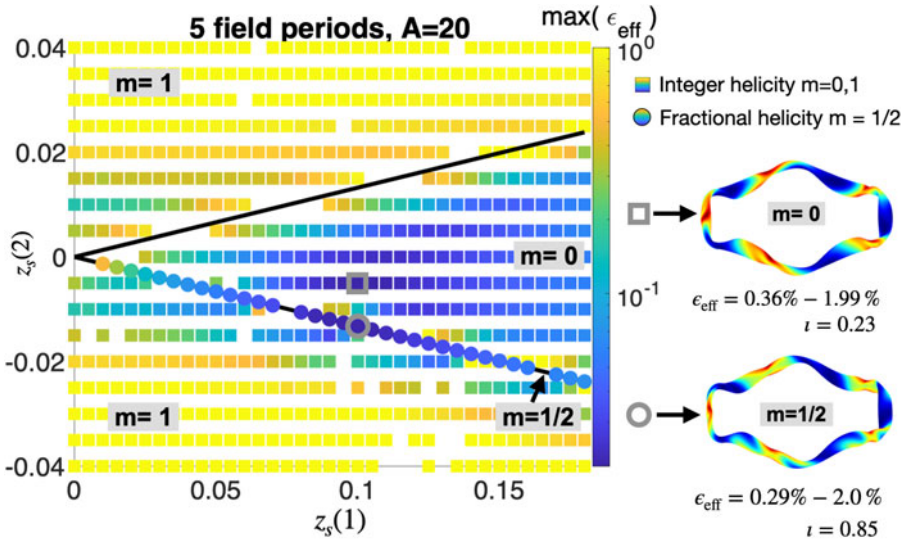 5 field periods, A=20
max( ϵeff)
0.04
0.02
0
-0.02
-0.04
zs(2)
0
0.05
0.1
0.15
zs(1)
m= 1
m= 0
m= 1
m=1/2
10^0
10^-1
Integer helicity m=0,1
Fractional helicity m = 1/2
m= 0
ϵeff = 0.36% − 1.99 %
ι = 0.23
m=1/2
ϵeff = 0.29% − 2.0 %
ι = 0.85